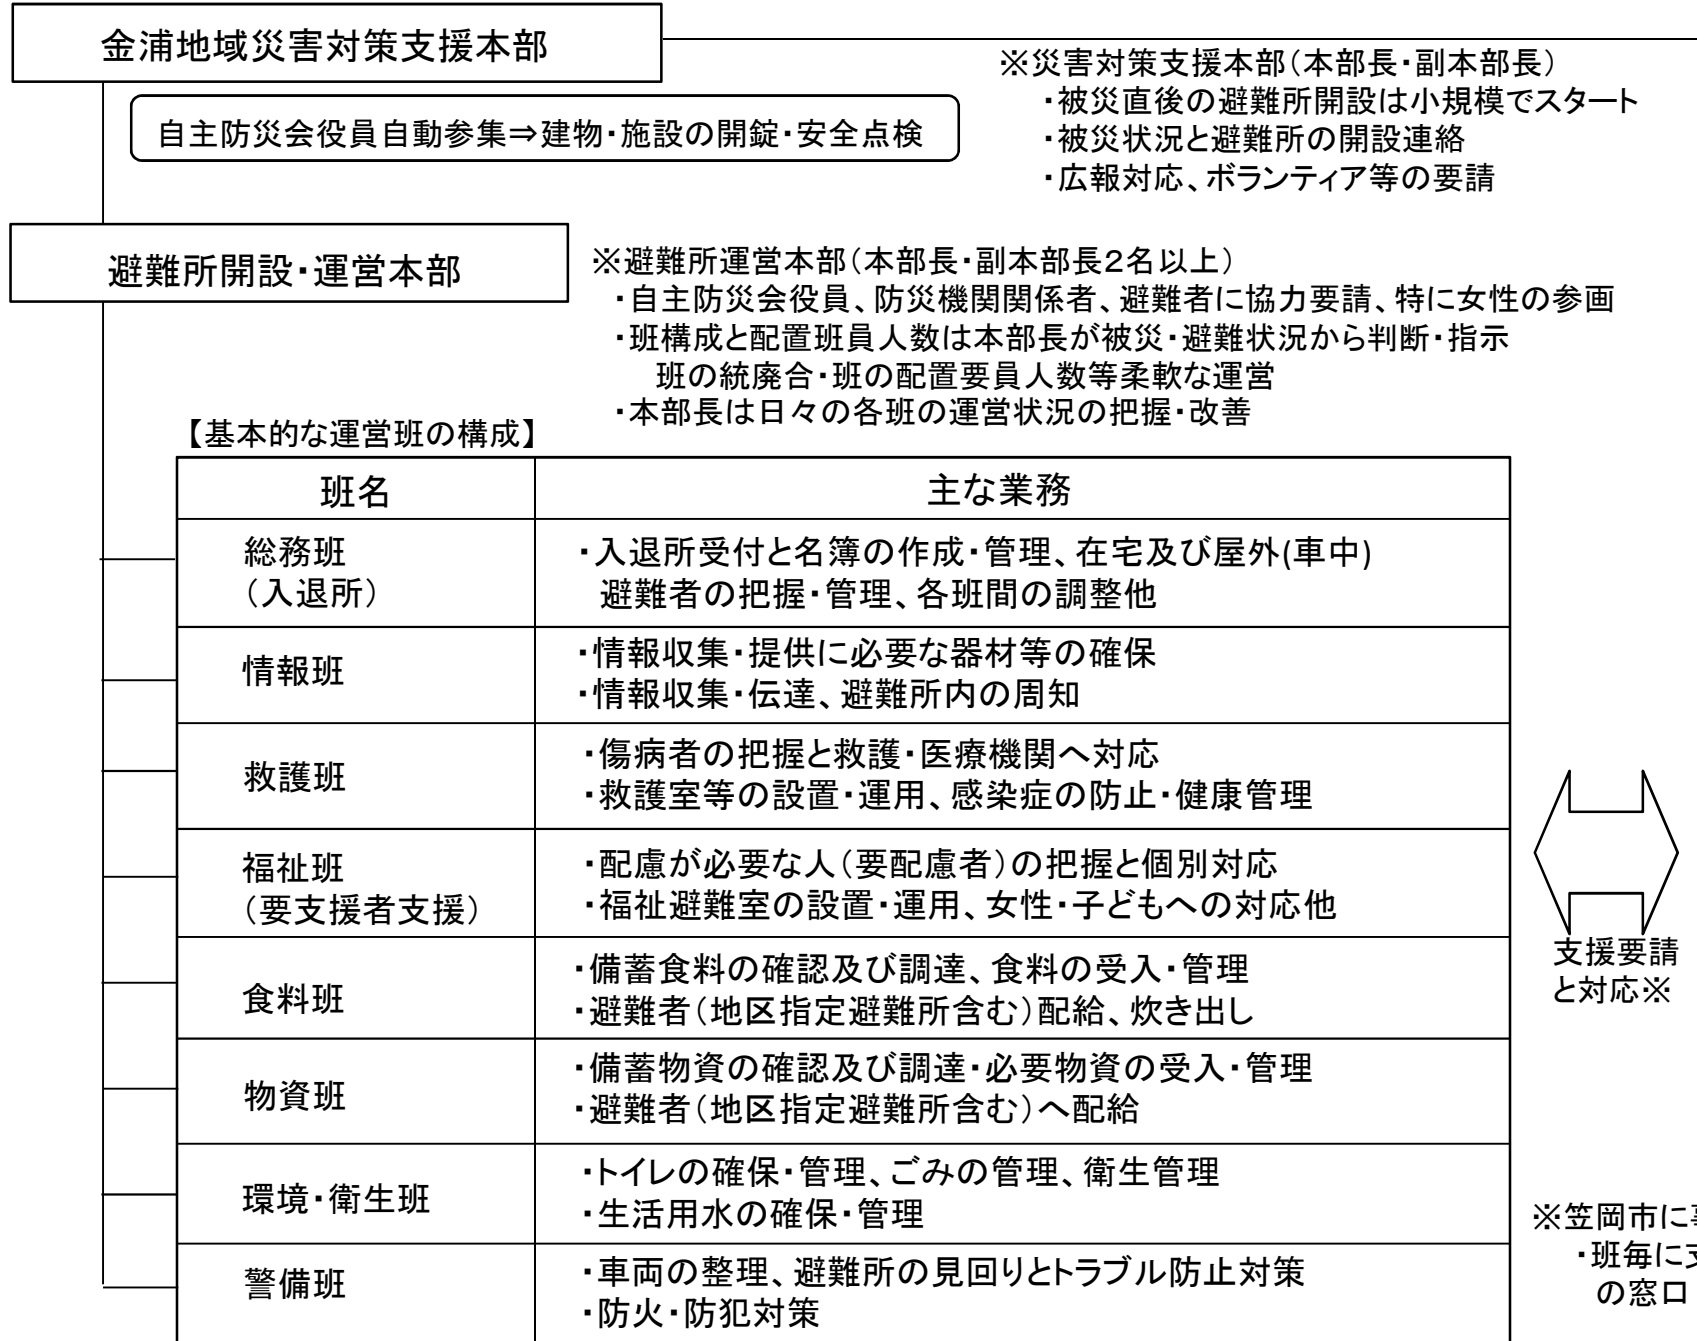 金浦地域災害対策支援本部
※災害対策支援本部（本部長・副本部長）
・被災直後の避難所開設は小規模でスタート
・被災状況と避難所の開設連絡
・広報対応、ボランティア等の要請
自主防災会役員自動参集⇒建物・施設の開錠・安全点検
避難所開設・運営本部
※避難所運営本部（本部長・副本部長２名以上）
・自主防災会役員、防災機関関係者、避難者に協力要請、特に女性の参画
・班構成と配置班員人数は本部長が被災・避難状況から判断・指示
班の統廃合・班の配置要員人数等柔軟な運営
・本部長は日々の各班の運営状況の把握・改善
【基本的な運営班の構成】
班名
主な業務
総務班
（入退所）
・入退所受付と名簿の作成・管理、在宅及び屋外(車中)
避難者の把握・管理、各班間の調整他
情報班
・情報収集・提供に必要な器材等の確保
・情報収集・伝達、避難所内の周知
救護班
・傷病者の把握と救護・医療機関へ対応
・救護室等の設置・運用、感染症の防止・健康管理
福祉班
（要支援者支援）
・配慮が必要な人（要配慮者）の把握と個別対応
・福祉避難室の設置・運用、女性・子どもへの対応他
食料班
・備蓄食料の確認及び調達、食料の受入・管理
・避難者（地区指定避難所含む）配給、炊き出し
物資班
・備蓄物資の確認及び調達・必要物資の受入・管理
・避難者（地区指定避難所含む）へ配給
環境・衛生班
・トイレの確保・管理、ごみの管理、衛生管理
・生活用水の確保・管理
警備班
・車両の整理、避難所の見回りとトラブル防止対策
・防火・防犯対策
支援要請
と対応※
※笠岡市に
・班毎に
の窓口